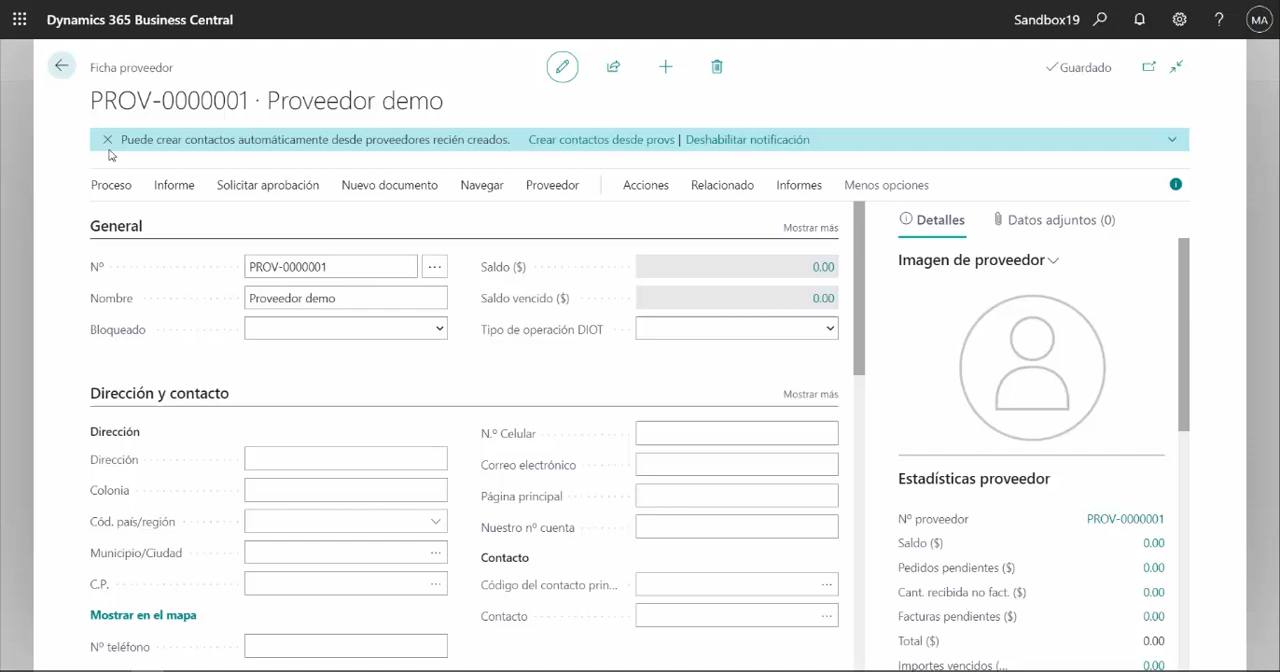 Dynamics 365 Business Central
Sandbox19
MA
Ficha proveedor
Guardado
PROV-0000001 · Proveedor demo
Puede crear contactos automáticamente desde proveedores recién creados. Crear contactos desde provs | Deshabilitar notificación
Proceso Informe Solicitar aprobación Nuevo documento Navegar Proveedor Acciones Relacionado Informes Menos opciones
General
Mostrar más
Nº PROV-0000001
Nombre Proveedor demo
Bloqueado
Saldo ($) 0.00
Saldo vencido ($) 0.00
Tipo de operación DIOT
Dirección y contacto
Mostrar más
Dirección
Dirección
Colonia
Cód. país/región
Municipio/Ciudad
C.P.
Mostrar en el mapa
Nº teléfono
N.º Celular
Correo electrónico
Página principal
Nuestro nº cuenta
Contacto
Código del contacto prin...
Contacto
Detalles
Datos adjuntos (0)
Imagen de proveedor
Estadísticas proveedor
Nº proveedor PROV-0000001
Saldo ($) 0.00
Pedidos pendientes ($) 0.00
Cant. recibida no fact. ($) 0.00
Facturas pendientes ($) 0.00
Total ($) 0.00
Importes vencidos (... 0.00